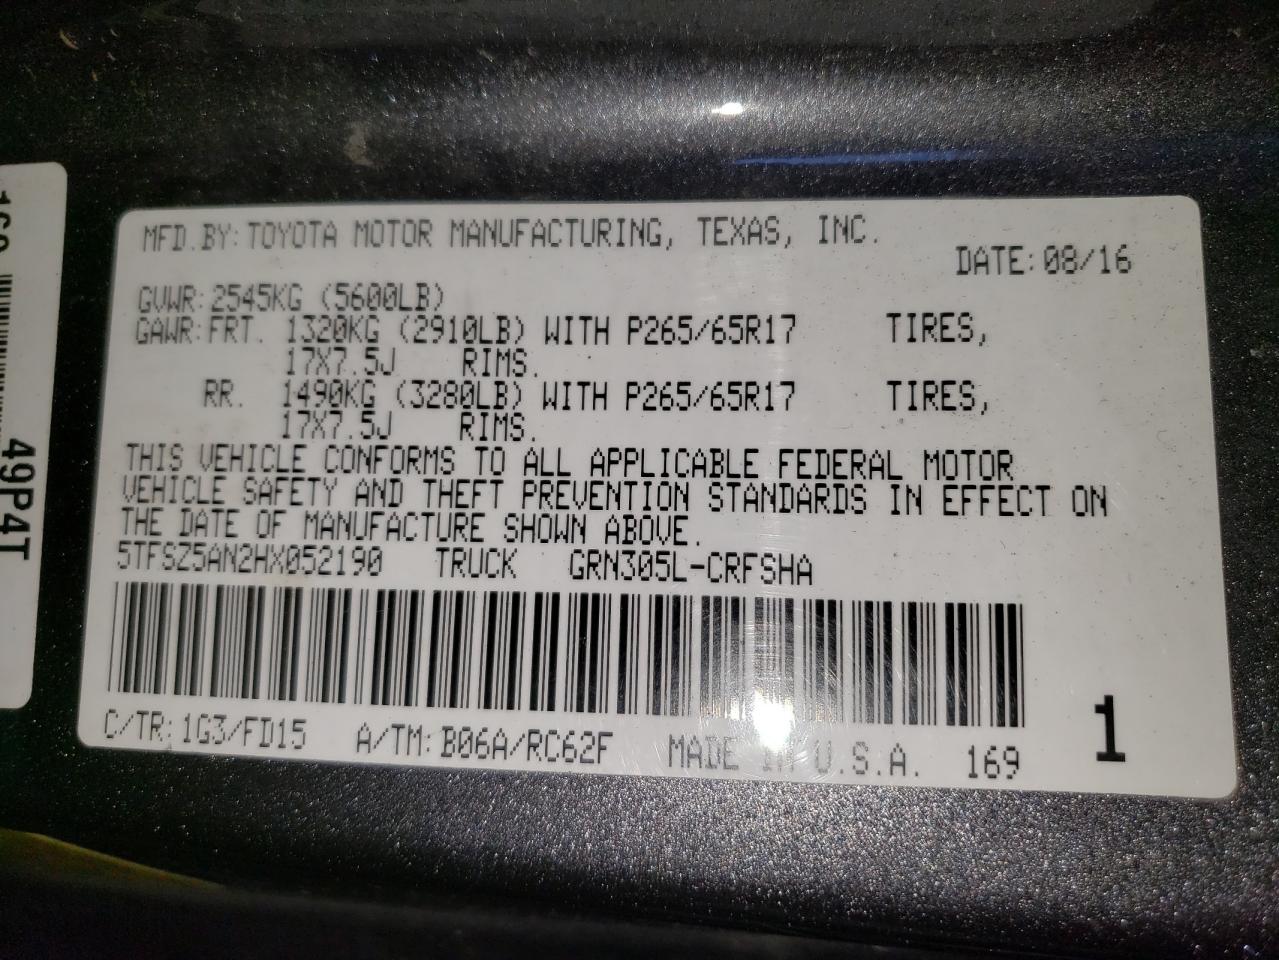 MFD.BY:TOYOTA MOTOR MANUFACTURING, TEXAS, INC.
DATE:08/16
GVWR:2545KG (5600LB)
GAWR:FRT. 1320KG (2910LB) WITH P265/65R17 TIRES,
17X7.5J RIMS.
RR. 1490KG (3280LB) WITH P265/65R17 TIRES,
17X7.5J RIMS.
THIS VEHICLE CONFORMS TO ALL APPLICABLE FEDERAL MOTOR
VEHICLE SAFETY AND THEFT PREVENTION STANDARDS IN EFFECT ON
THE DATE OF MANUFACTURE SHOWN ABOVE.
5TFSZ5AN2HX052190 TRUCK GRN305L-CRFSHA
C/TR:1G3/FD15 A/TM:B06A/RC62F MADE IN U.S.A. 169
1
49P4T